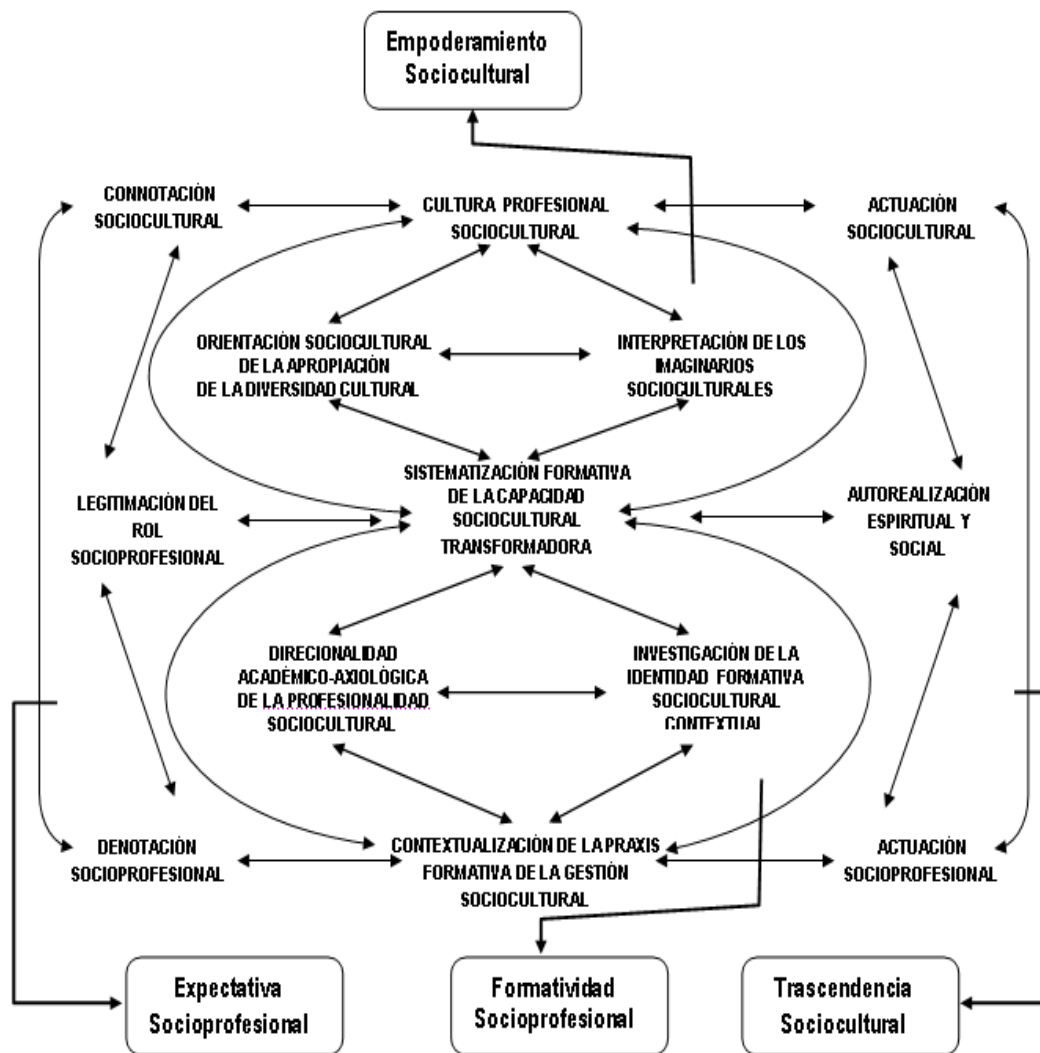 Empoderamiento
Sociocultural
CONNOTACIÓN
SOCIOCULTURAL
CULTURA PROFESIONAL
SOCIOCULTURAL
ACTUACIÓN
SOCIOCULTURAL
ORIENTACIÓN SOCIOCULTURAL
DE LA APROPIACIÓN
DE LA DIVERSIDAD CULTURAL
INTERPRETACIÓN DE LOS
IMAGINARIOS
SOCIOCULTURALES
LEGITIMACIÓN DEL
ROL
SOCIOPROFESIONAL
SISTEMATIZACIÓN FORMATIVA
DE LA CAPACIDAD
SOCIOCULTURAL
TRANSFORMADORA
AUTOREALIZACIÓN
ESPIRITUAL Y
SOCIAL
DIRECIONALIDAD
ACADÉMICO-AXIOLÓGICA
DE LA PROFESIONALIDAD
SOCIOCULTURAL
INVESTIGACIÓN DE LA
IDENTIDAD FORMATIVA
SOCIOCULTURAL
CONTEXTUAL
DENOTACIÓN
SOCIOPROFESIONAL
CONTEXTUALIZACIÓN DE LA PRAXIS
FORMATIVA DE LA GESTIÓN
SOCIOCULTURAL
ACTUACIÓN
SOCIOPROFESIONAL
Expectativa
Socioprofesional
Formatividad
Socioprofesional
Trascendencia
Sociocultural